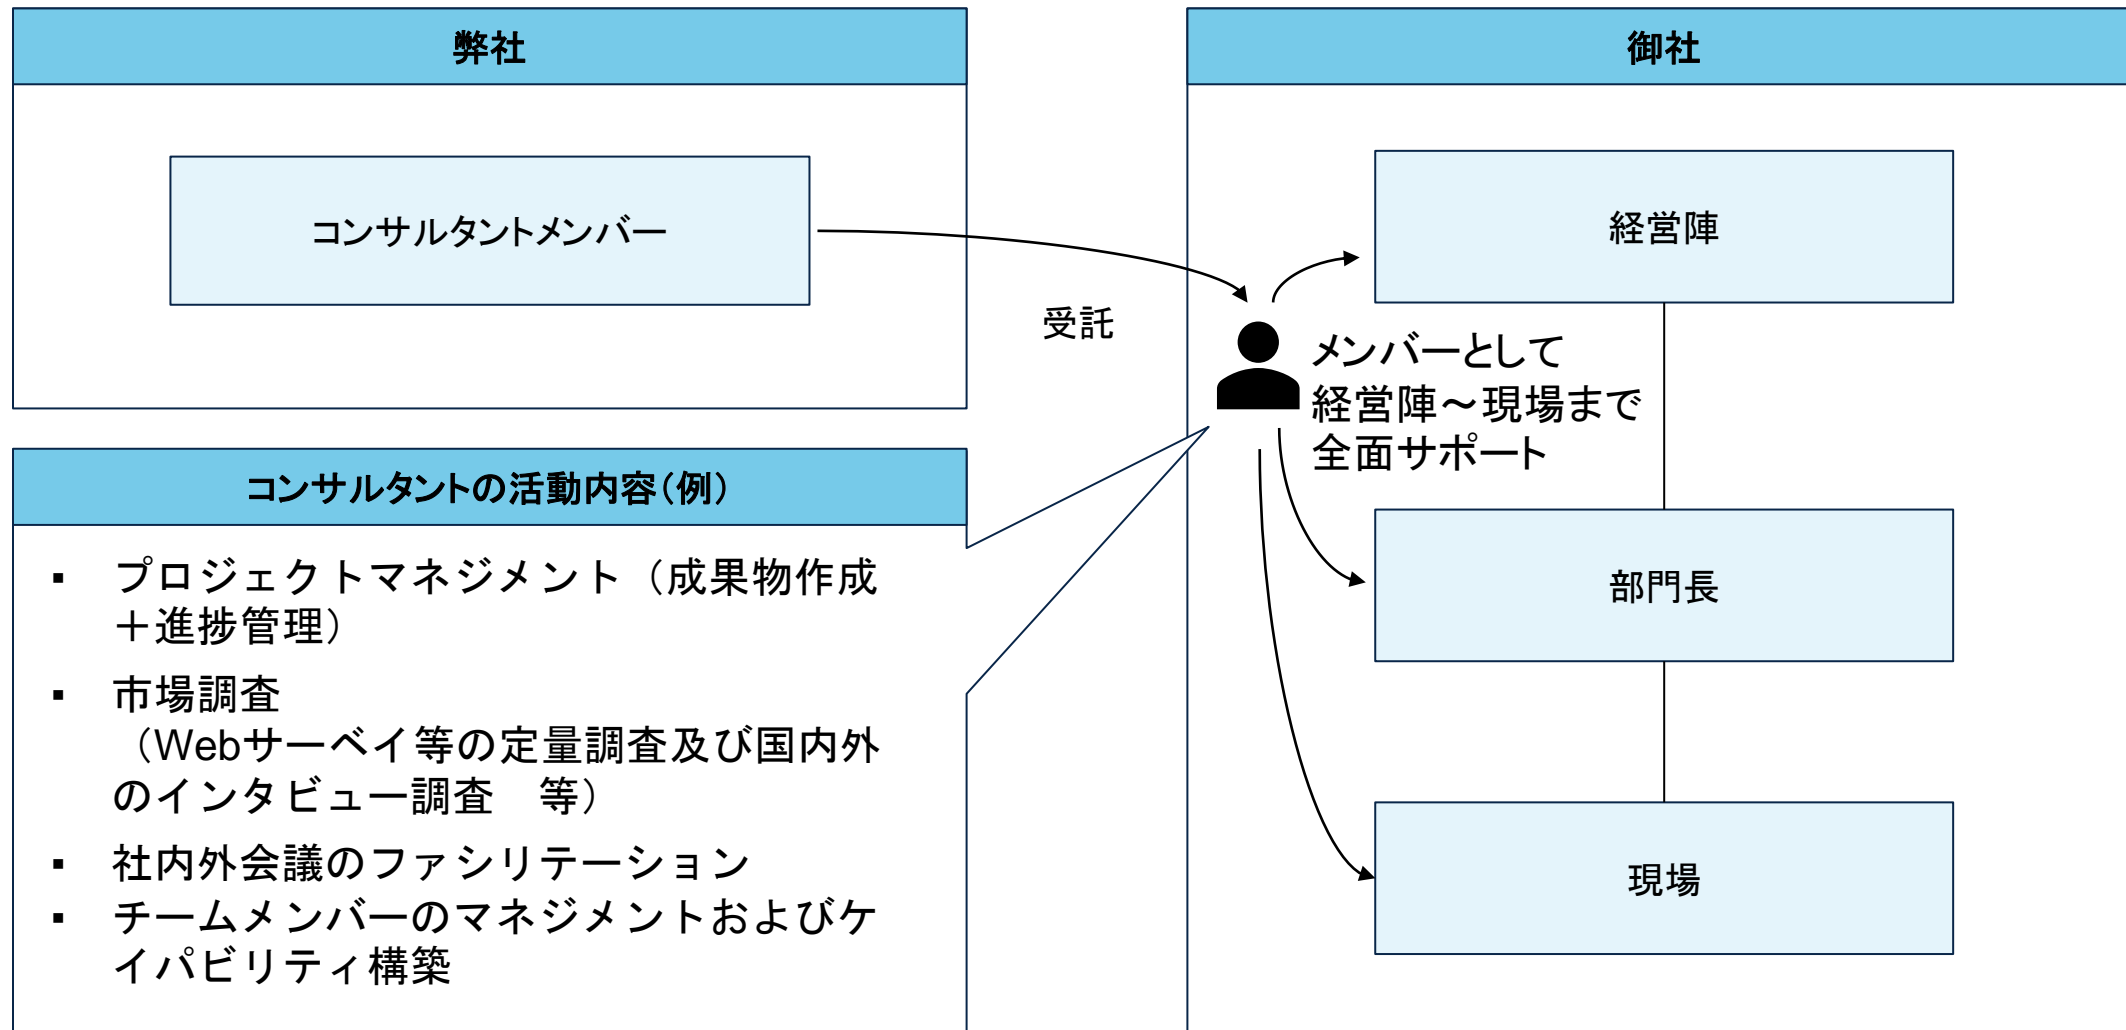 弊社
コンサルタントメンバー
受託
御社
経営陣
メンバーとして
経営陣～現場まで
全面サポート
部門長
現場
コンサルタントの活動内容（例）
▪ プロジェクトマネジメント（成果物作成
＋進捗管理）
▪ 市場調査
（Webサーベイ等の定量調査及び国内外
のインタビュー調査　等）
▪ 社内外会議のファシリテーション
▪ チームメンバーのマネジメントおよびケ
イパビリティ構築